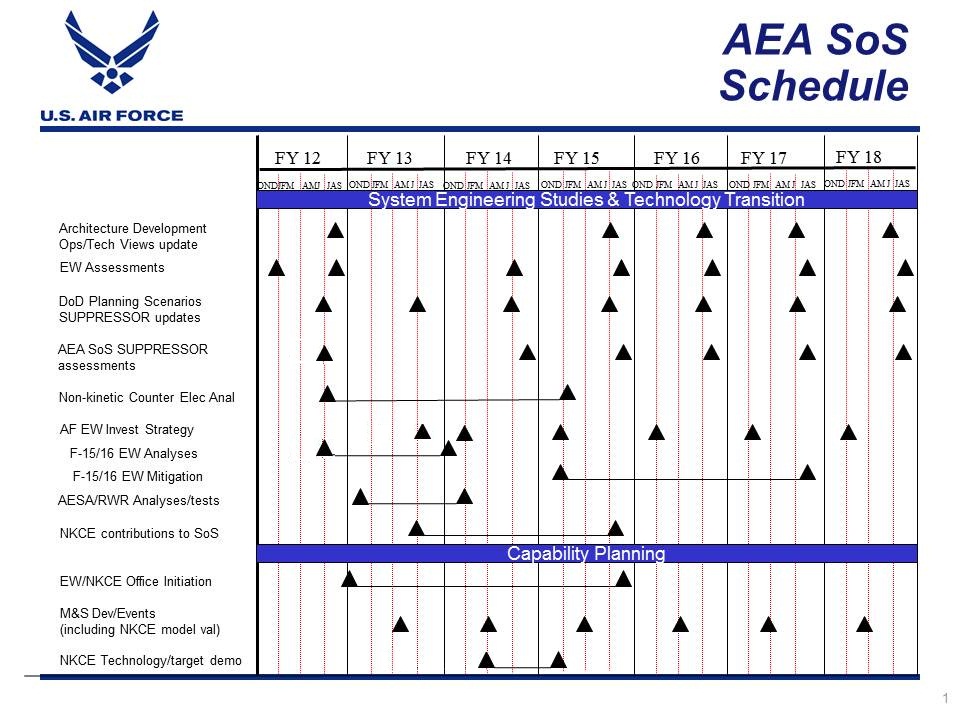 AEA SoS
Schedule
U.S. AIR FORCE
FY 12 FY 13 FY 14 FY 15 FY 16 FY 17 FY 18
OND JFM AMJ JAS OND JFM AMJ JAS OND JFM AMJ JAS OND JFM AMJ JAS OND JFM AMJ JAS OND JFM AMJ JAS OND JFM AMJ JAS
System Engineering Studies & Technology Transition
Architecture Development
Ops/Tech Views update
EW Assessments
DoD Planning Scenarios
SUPPRESSOR updates
AEA SoS SUPPRESSOR
assessments
Non-kinetic Counter Elec Anal
AF EW Invest Strategy
F-15/16 EW Analyses
F-15/16 EW Mitigation
AESA/RWR Analyses/tests
NKCE contributions to SoS
Capability Planning
EW/NKCE Office Initiation
M&S Dev/Events
(including NKCE model val)
NKCE Technology/target demo
1